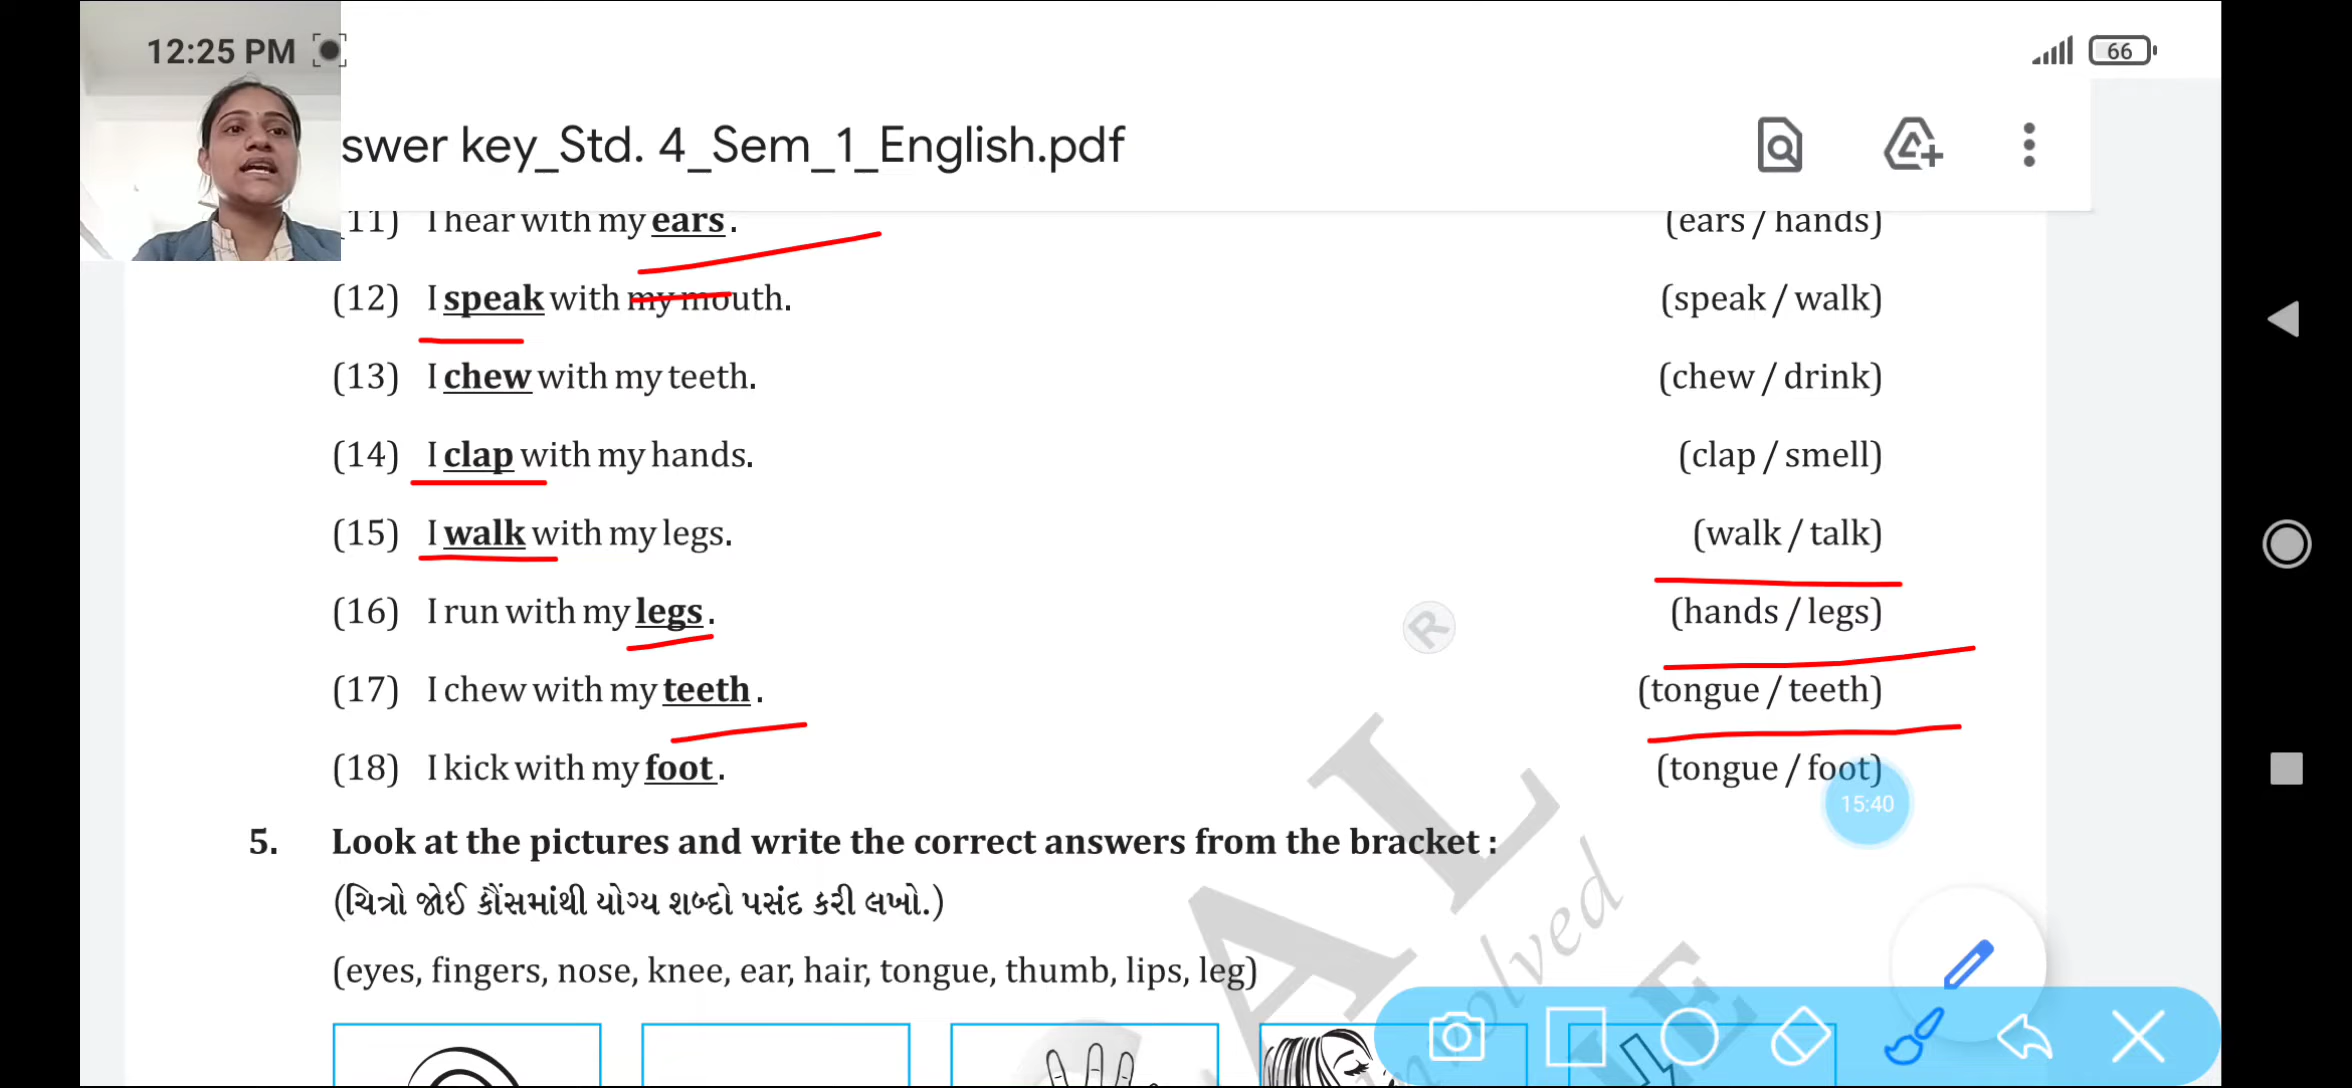 12:25 PM
66
swer key_Std. 4_Sem_1_English.pdf
11) I hear with my ears. (ears / hands)
(12) I speak with my mouth. (speak / walk)
(13) I chew with my teeth. (chew / drink)
(14) I clap with my hands. (clap / smell)
(15) I walk with my legs. (walk / talk)
(16) I run with my legs. (hands / legs)
®
(17) I chew with my teeth. (tongue / teeth)
(18) I kick with my foot. (tongue / foot)
15:40
5. Look at the pictures and write the correct answers from the bracket :
(ચિત્રો જોઈ કૌંસમાંથી યોગ્ય શબ્દો પસંદ કરી લખો.)
(eyes, fingers, nose, knee, ear, hair, tongue, thumb, lips, leg)
AL